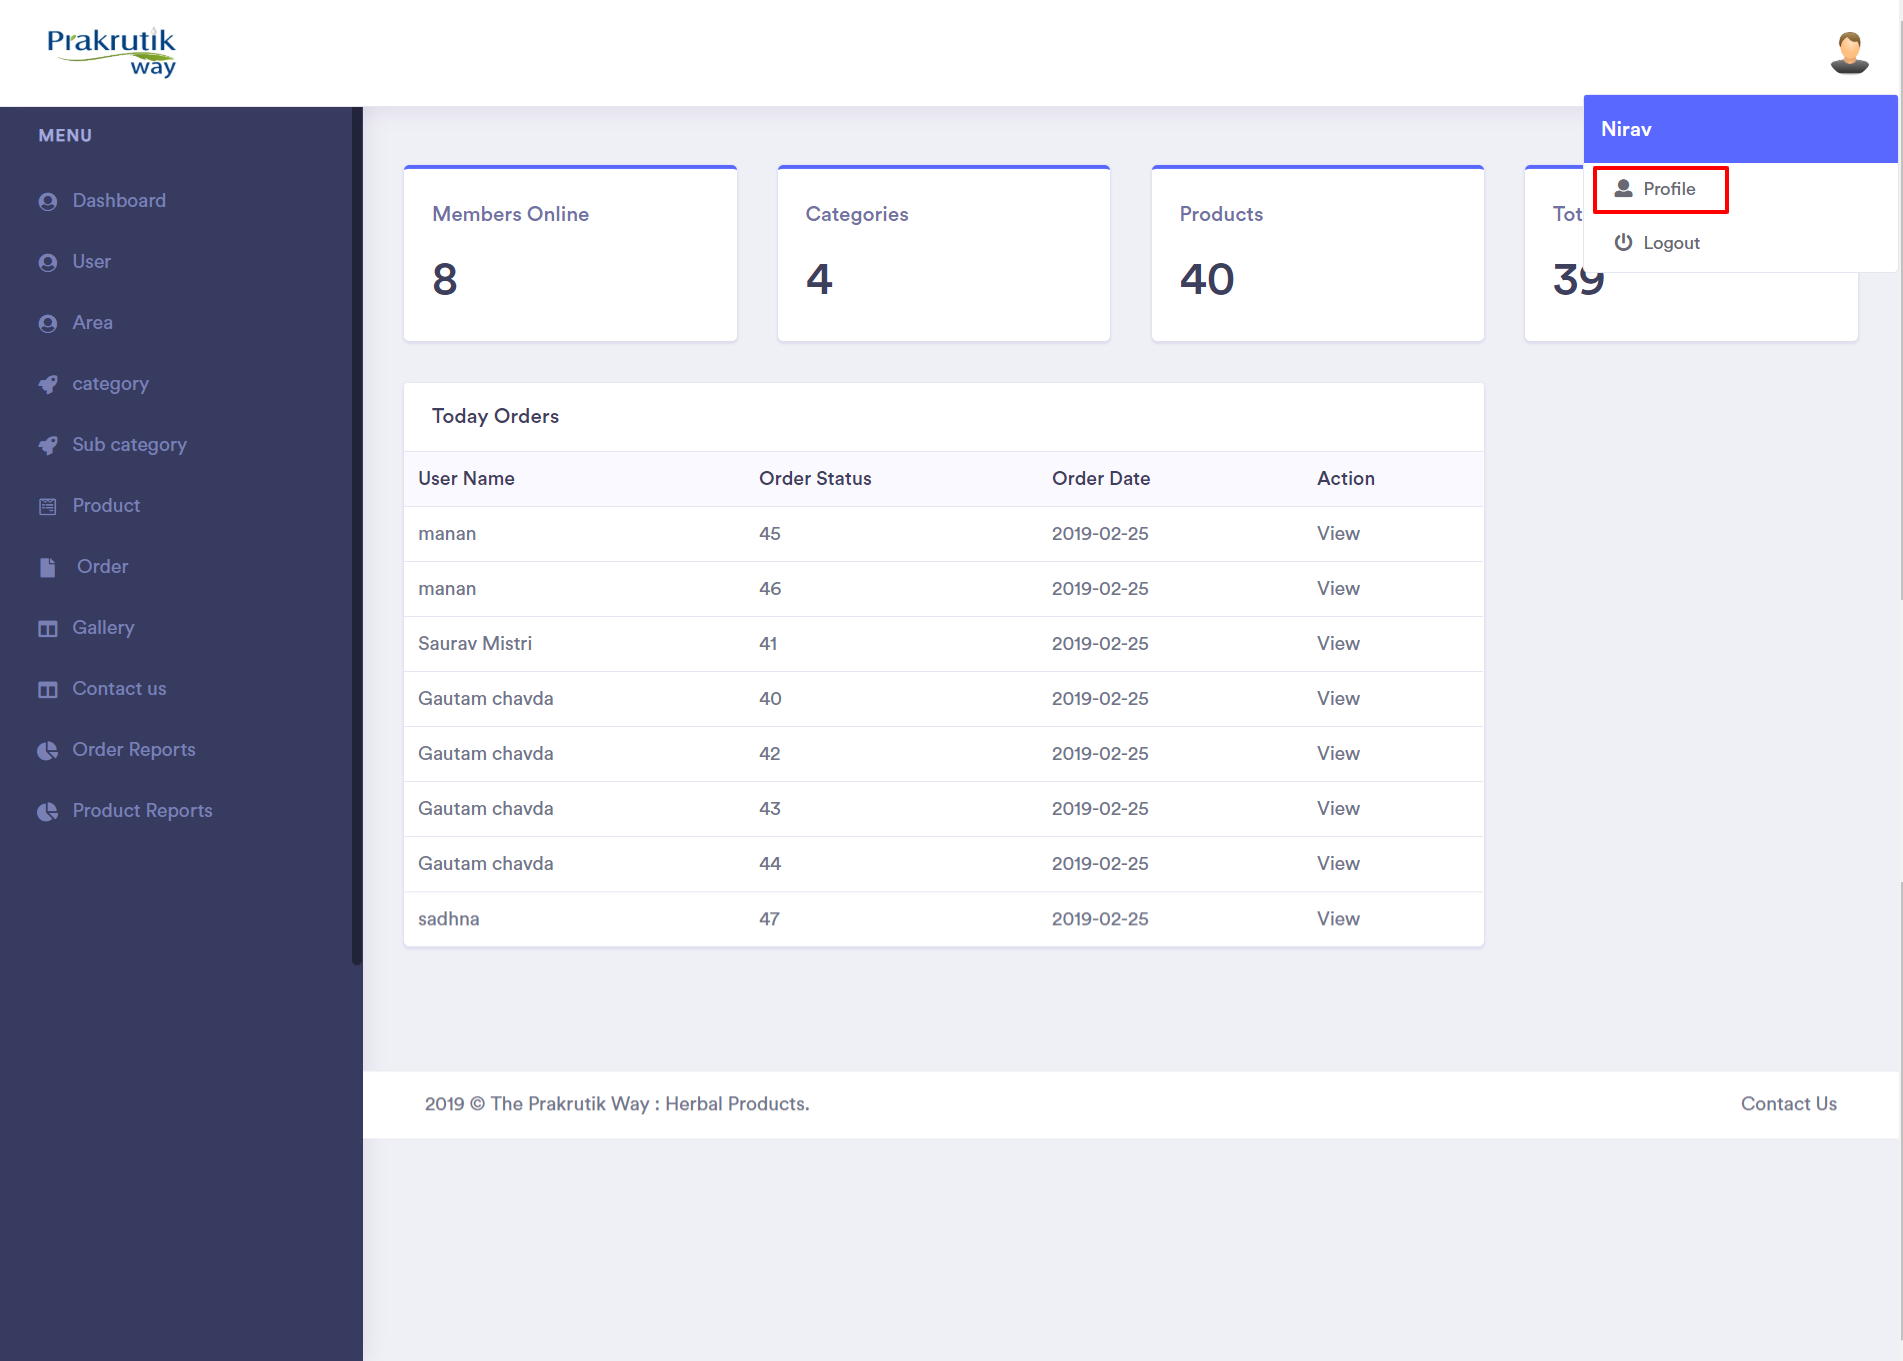 Prakrutik
way
Nirav
Profile
Logout
MENU
Dashboard
User
Area
category
Sub category
Product
Order
Gallery
Contact us
Order Reports
Product Reports
Members Online
8
Categories
4
Products
40
Tot
39
Today Orders
User Name Order Status Order Date Action
manan 45 2019-02-25 View
manan 46 2019-02-25 View
Saurav Mistri 41 2019-02-25 View
Gautam chavda 40 2019-02-25 View
Gautam chavda 42 2019-02-25 View
Gautam chavda 43 2019-02-25 View
Gautam chavda 44 2019-02-25 View
sadhna 47 2019-02-25 View
2019 © The Prakrutik Way : Herbal Products.
Contact Us